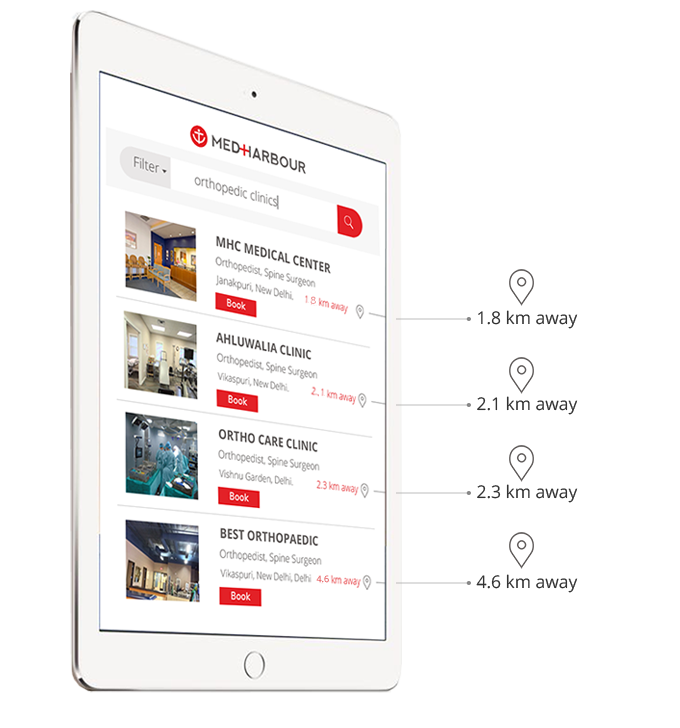 MED+HARBOUR
Filter
orthopedic clinics
MHC MEDICAL CENTER
Orthopedist, Spine Surgeon
Janakpuri, New Delhi.
1.8 km away
Book
1.8 km away
AHLUWALIA CLINIC
Orthopedist, Spine Surgeon
Vikaspuri, New Delhi.
2.1 km away
Book
2.1 km away
ORTHO CARE CLINIC
Orthopedist, Spine Surgeon
Vishnu Garden, Delhi.
2.3 km away
Book
2.3 km away
BEST ORTHOPAEDIC
Orthopedist, Spine Surgeon
Vikaspuri, New Delhi, Delhi
4.6 km away
Book
4.6 km away